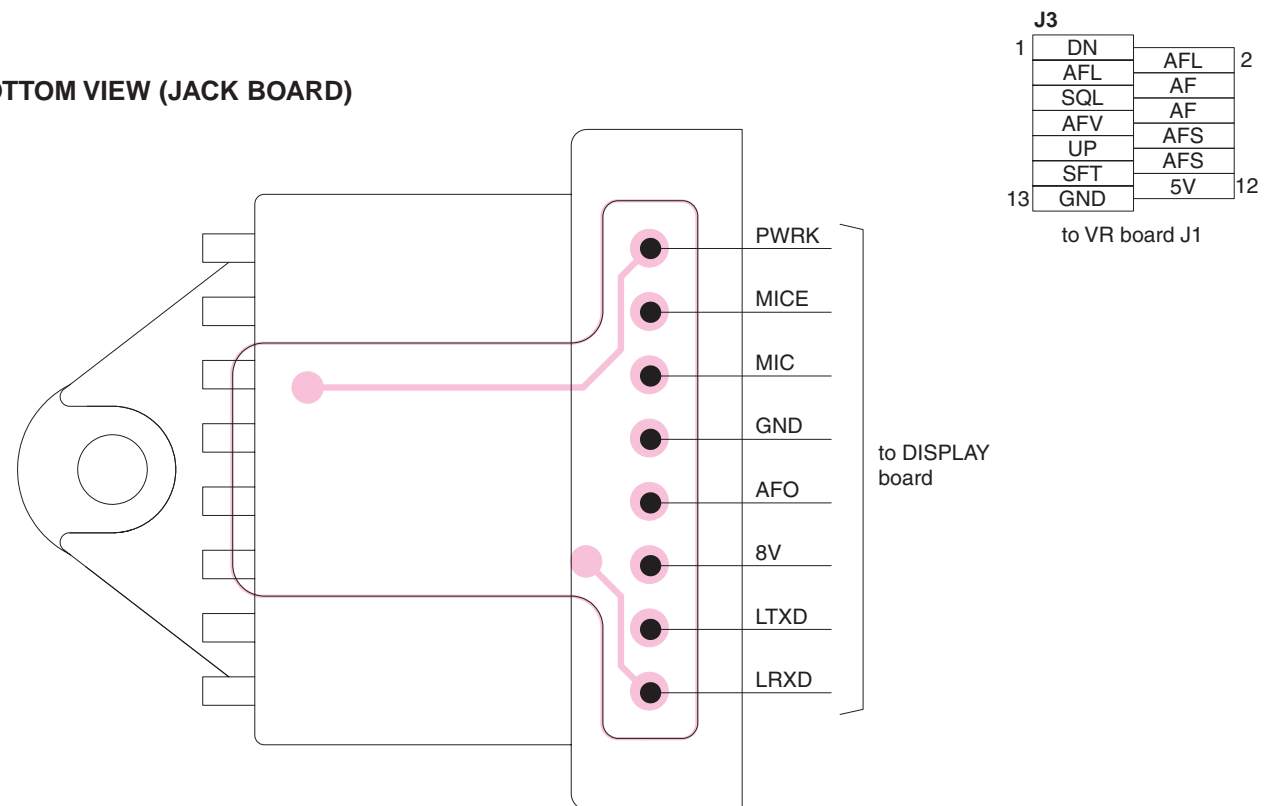 OTTOM VIEW (JACK BOARD)
PWRK
MICE
MIC
GND
AFO
8V
LTXD
LRXD
to DISPLAY
board
J3
1 DN
AFL 2
AFL
AF
SQL
AF
AFV
AFS
UP
AFS
SFT
5V 12
13 GND
to VR board J1